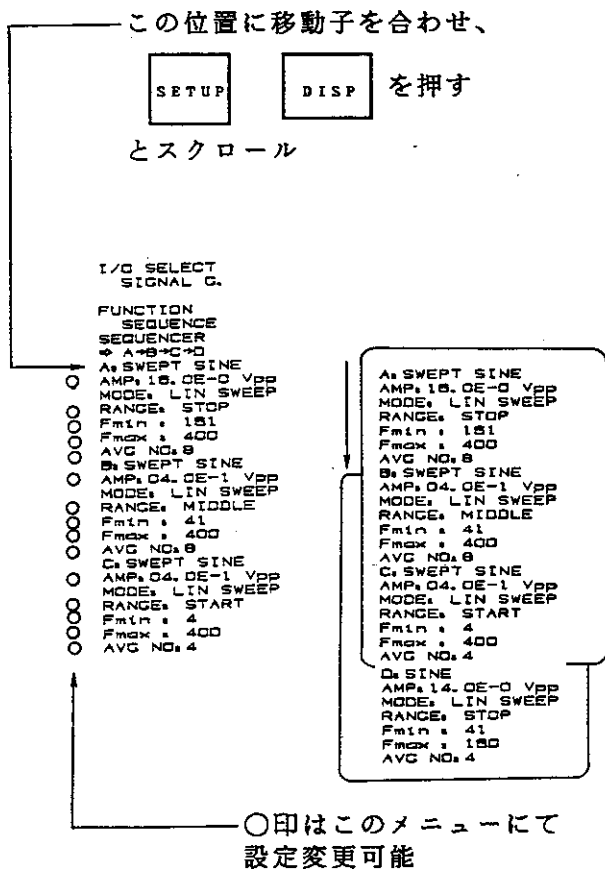 この位置に移動子を合わせ、
SETUP DISP を押す
とスクロール
I/O SELECT
SIGNAL G.
FUNCTION
SEQUENCE
SEQUENCER
⇒ A→B→C→D
A: SWEPT SINE
○ AMP: 16.0E-0 Vpp
MODE: LIN SWEEP
○ RANGE: STOP
○ Fmin : 161
○ Fmax : 400
○ AVG NO: 8
B: SWEPT SINE
○ AMP: 04.0E-1 Vpp
MODE: LIN SWEEP
○ RANGE: MIDDLE
○ Fmin : 41
○ Fmax : 400
○ AVG NO: 8
C: SWEPT SINE
○ AMP: 04.0E-1 Vpp
MODE: LIN SWEEP
○ RANGE: START
○ Fmin : 4
○ Fmax : 400
○ AVG NO: 4
A: SWEPT SINE
AMP: 16.0E-0 Vpp
MODE: LIN SWEEP
RANGE: STOP
Fmin : 161
Fmax : 400
AVG NO: 8
B: SWEPT SINE
AMP: 04.0E-1 Vpp
MODE: LIN SWEEP
RANGE: MIDDLE
Fmin : 41
Fmax : 400
AVG NO: 8
C: SWEPT SINE
AMP: 04.0E-1 Vpp
MODE: LIN SWEEP
RANGE: START
Fmin : 4
Fmax : 400
AVG NO: 4
D: SINE
AMP: 14.0E-0 Vpp
MODE: LIN SWEEP
RANGE: STOP
Fmin : 41
Fmax : 160
AVG NO: 4
○印はこのメニューにて
設定変更可能